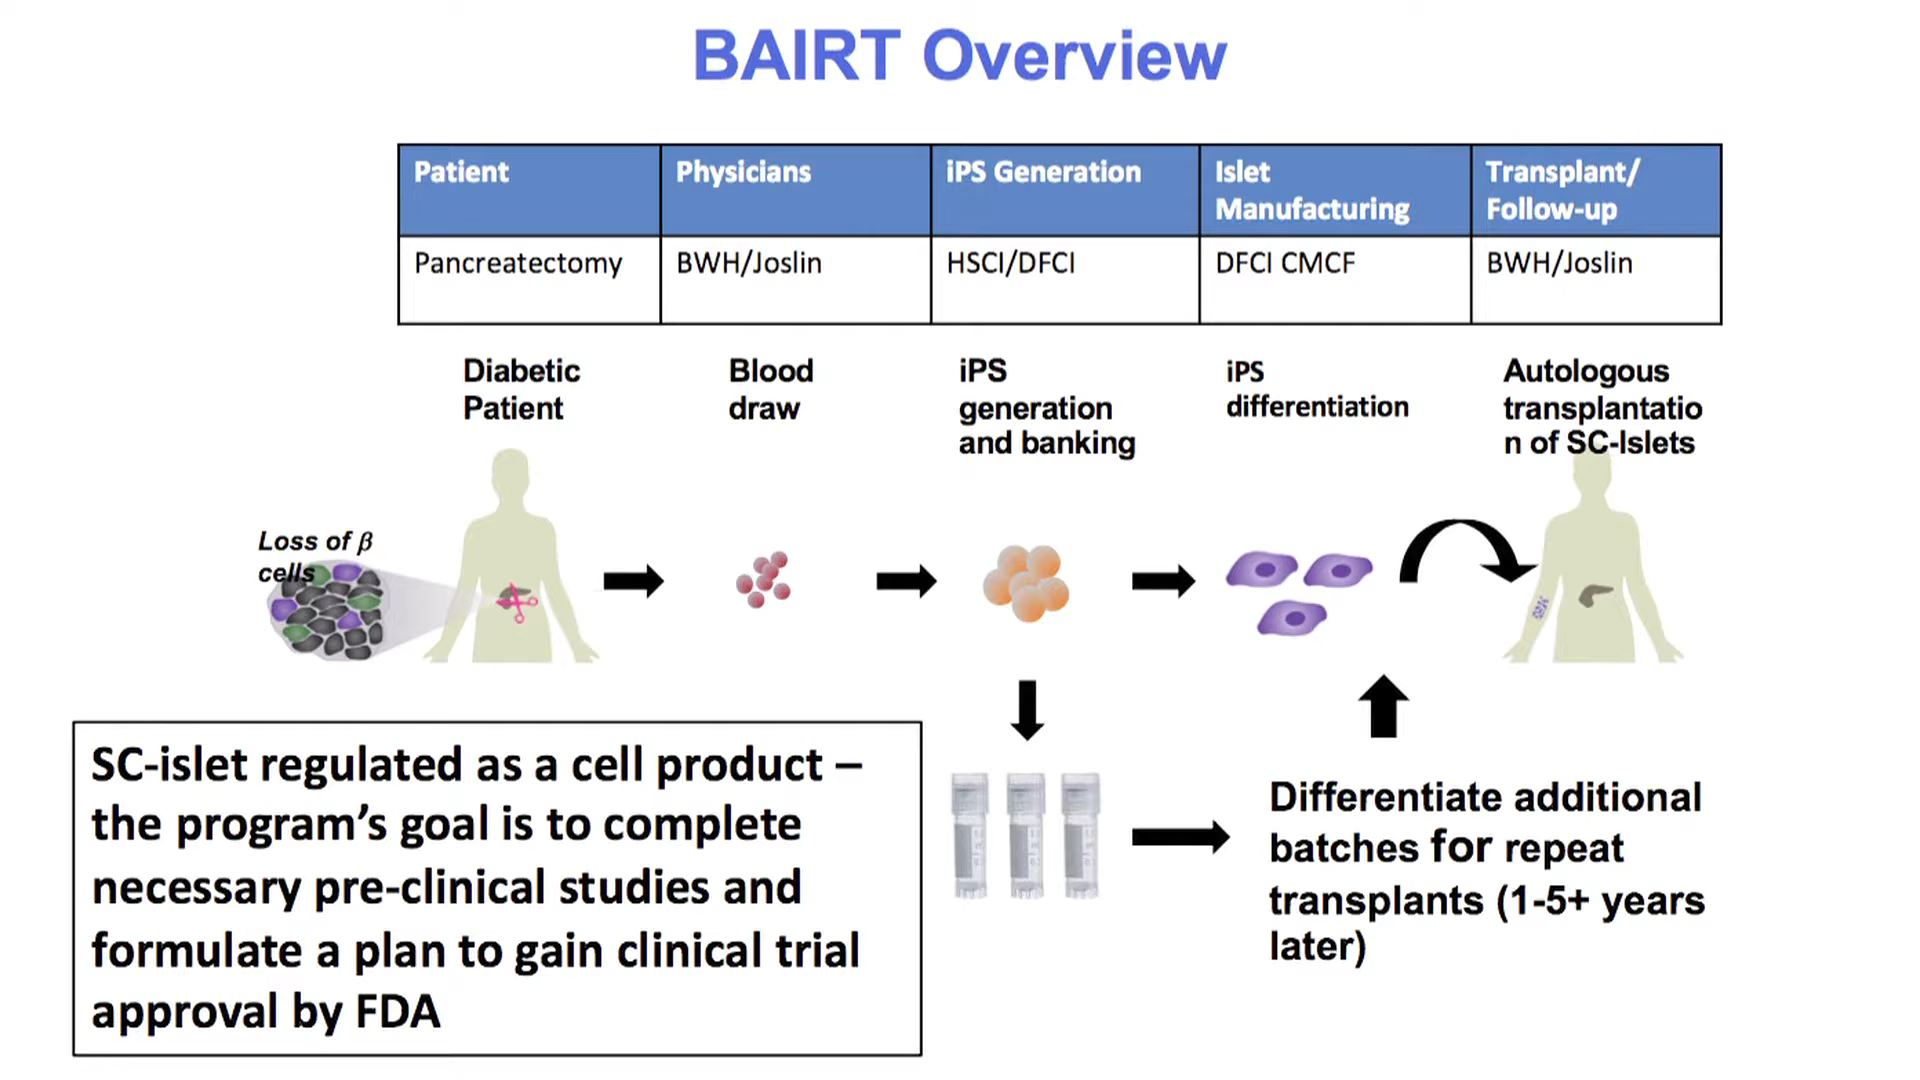 BAIRT Overview
Patient
Physicians
iPS Generation
Islet
Manufacturing
Transplant/
Follow-up
Pancreatectomy
BWH/Joslin
HSCI/DFCI
DFCI CMCF
BWH/Joslin
Diabetic
Patient
Blood
draw
iPS
generation
and banking
iPS
differentiation
Autologous
transplantatio
n of SC-Islets
Loss of β
cells
SC-islet regulated as a cell product –
the program’s goal is to complete
necessary pre-clinical studies and
formulate a plan to gain clinical trial
approval by FDA
Differentiate additional
batches for repeat
transplants (1-5+ years
later)